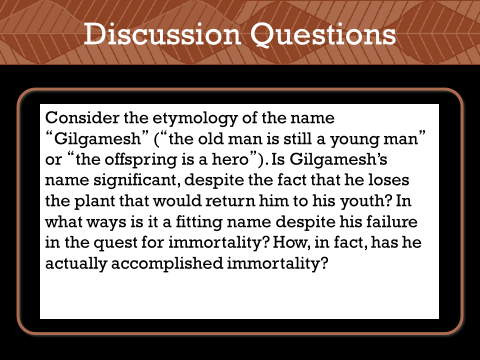 Discussion Questions
Consider the etymology of the name
“Gilgamesh” (“the old man is still a young man”
or “the offspring is a hero”). Is Gilgamesh’s
name significant, despite the fact that he loses
the plant that would return him to his youth? In
what ways is it a fitting name despite his failure
in the quest for immortality? How, in fact, has he
actually accomplished immortality?